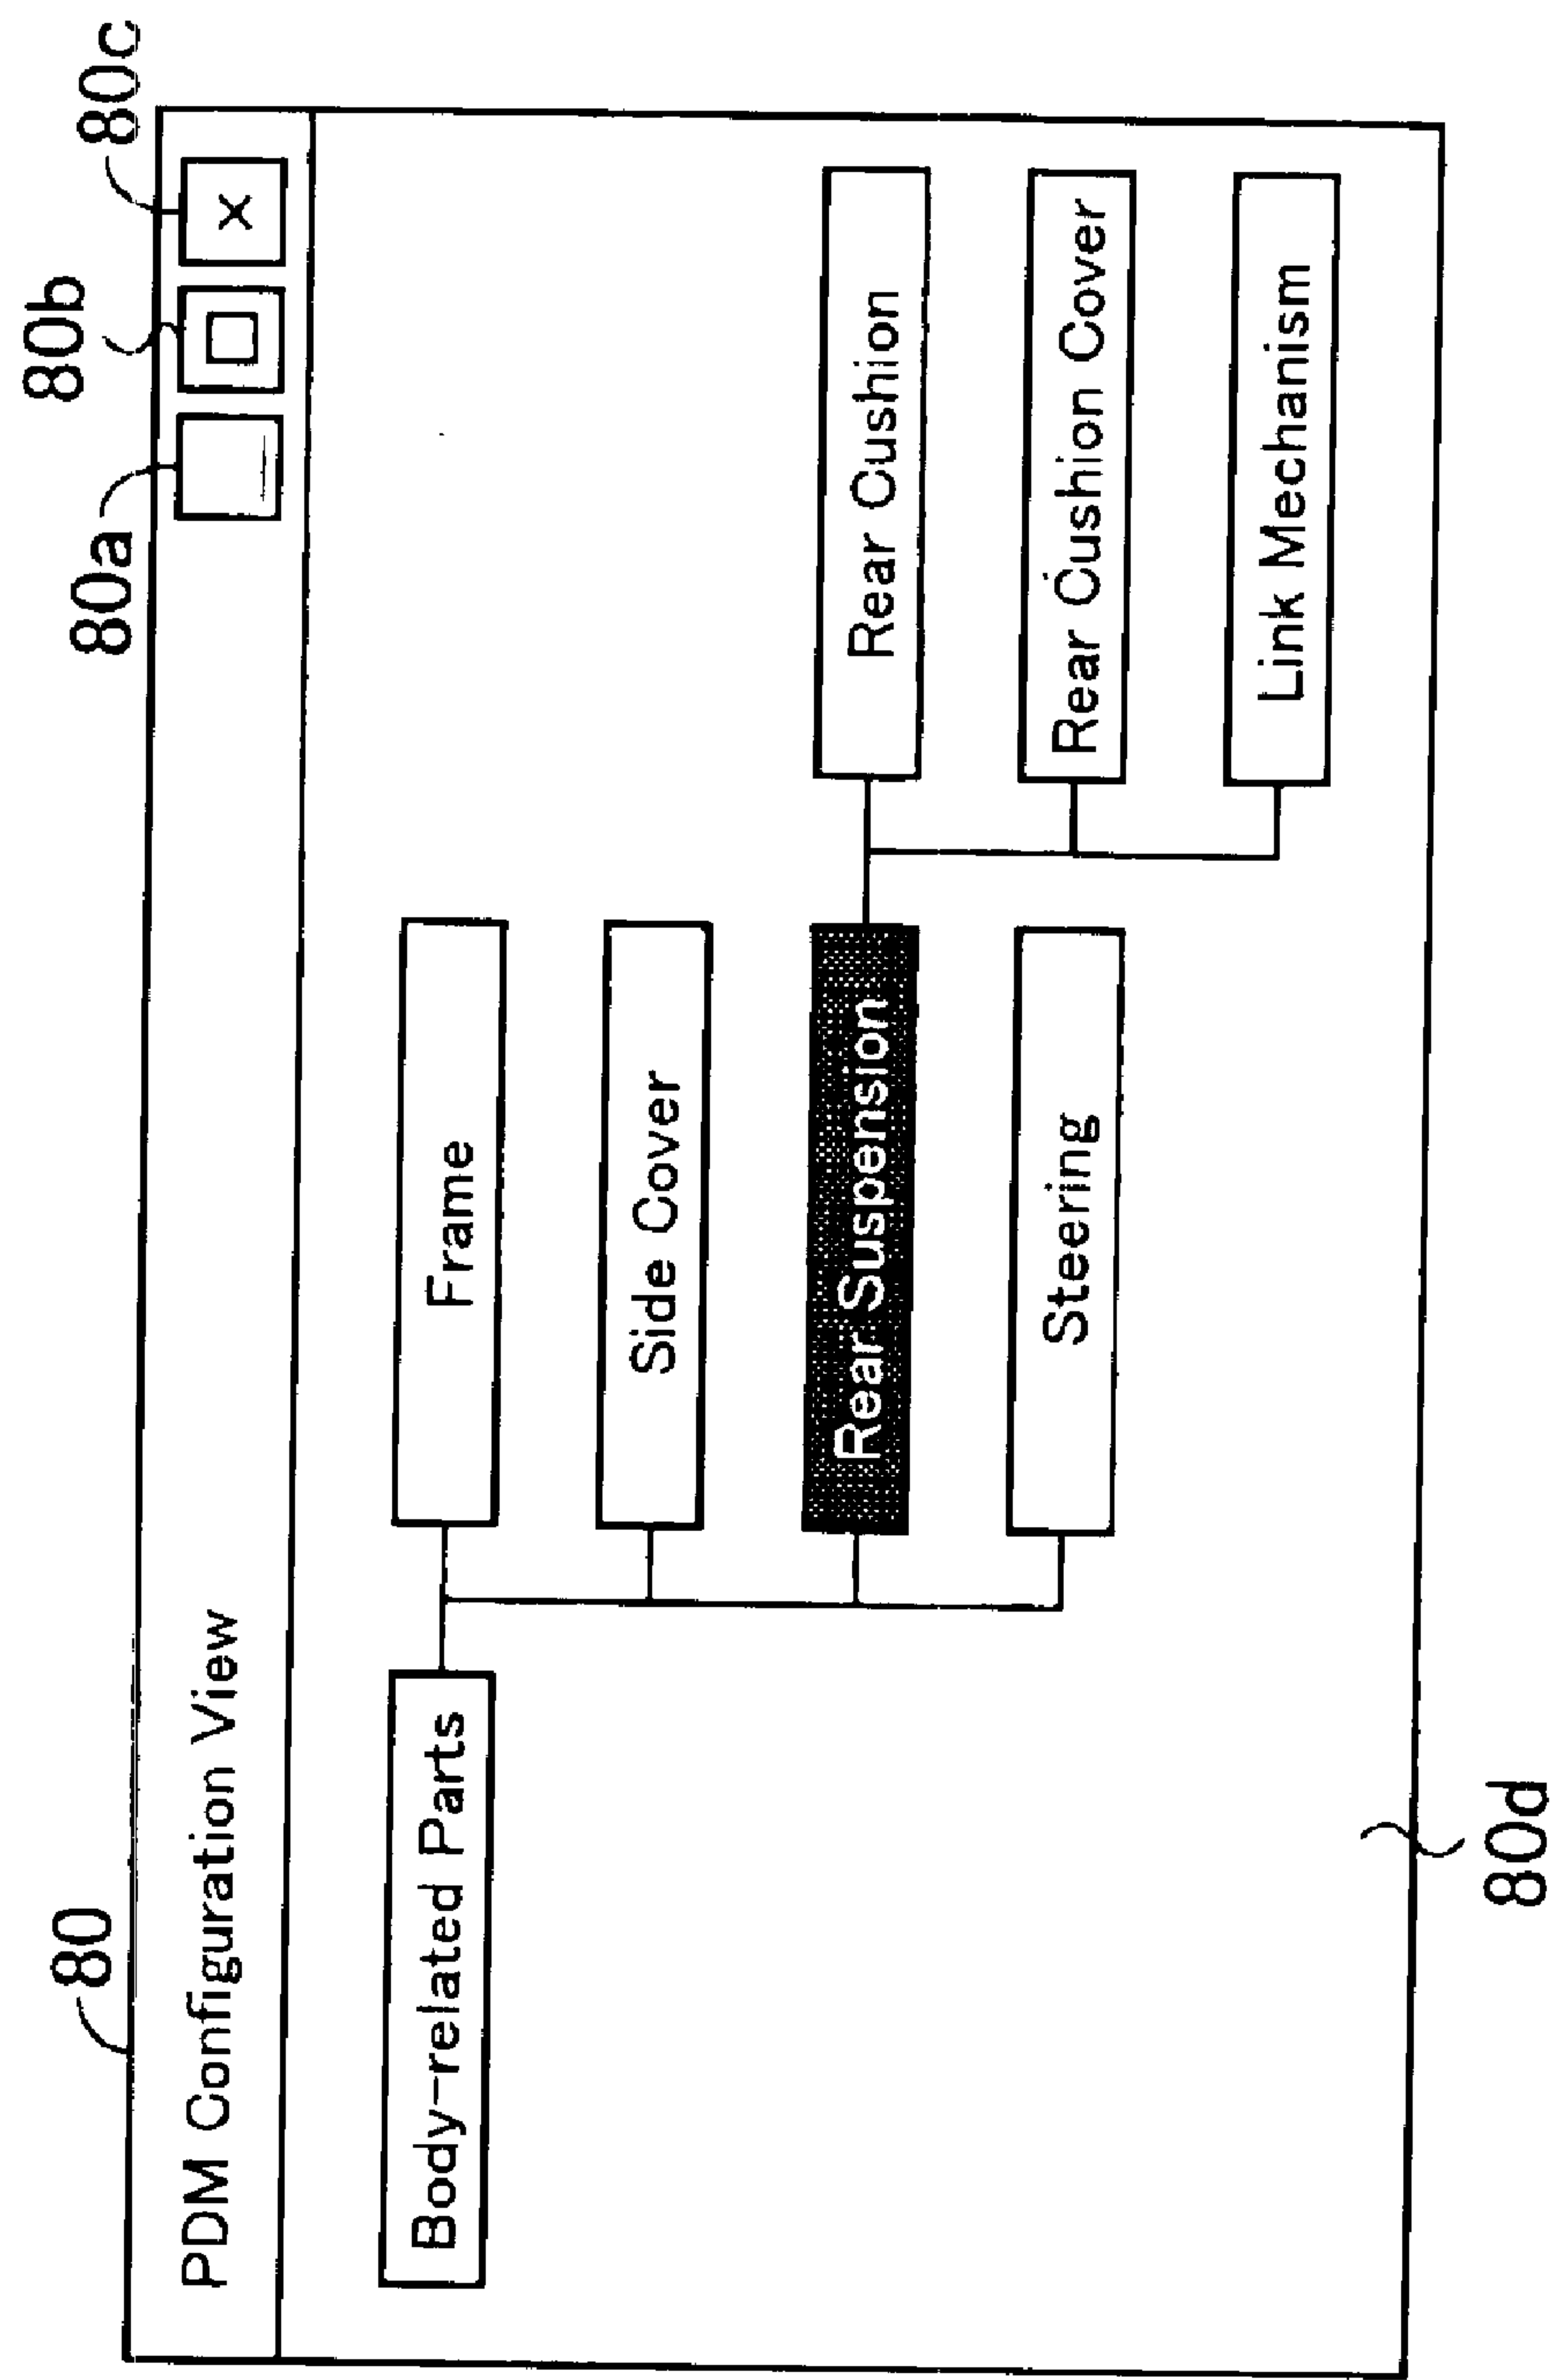 80
80a
80b
80c
PDM Configuration View
x
Body-related Parts
Frame
Side Cover
Rear Suspension
Rear Cushion
Steering
Rear Cushion Cover
Link Mechanism
80d